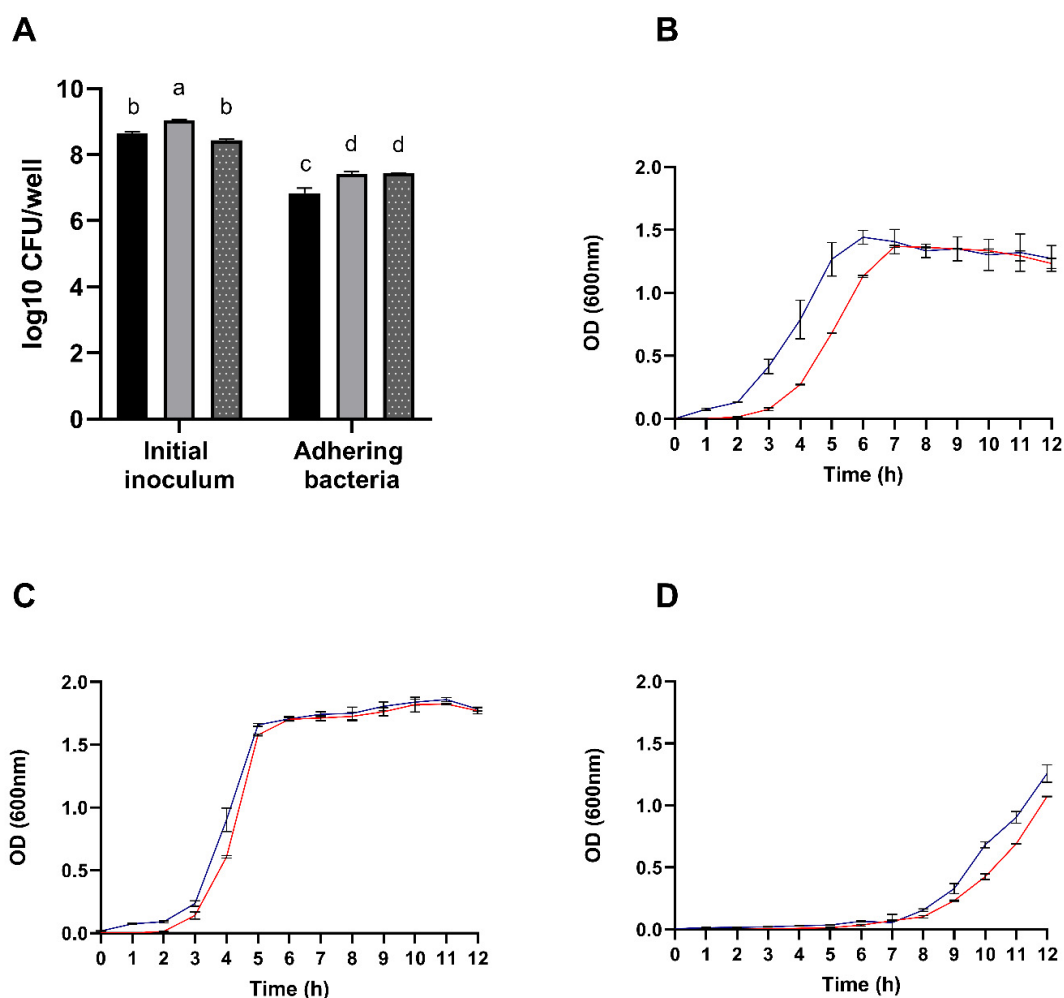 A
10
8
6
4
2
0
log10 CFU/well
b
a
b
c
d
d
Initial
inoculum
Adhering
bacteria
B
2.0
1.5
1.0
0.5
0.0
OD (600nm)
0 1 2 3 4 5 6 7 8 9 10 11 12
Time (h)
C
2.0
1.5
1.0
0.5
0.0
OD (600nm)
0 1 2 3 4 5 6 7 8 9 10 11 12
Time (h)
D
2.0
1.5
1.0
0.5
0.0
OD (600nm)
0 1 2 3 4 5 6 7 8 9 10 11 12
Time (h)